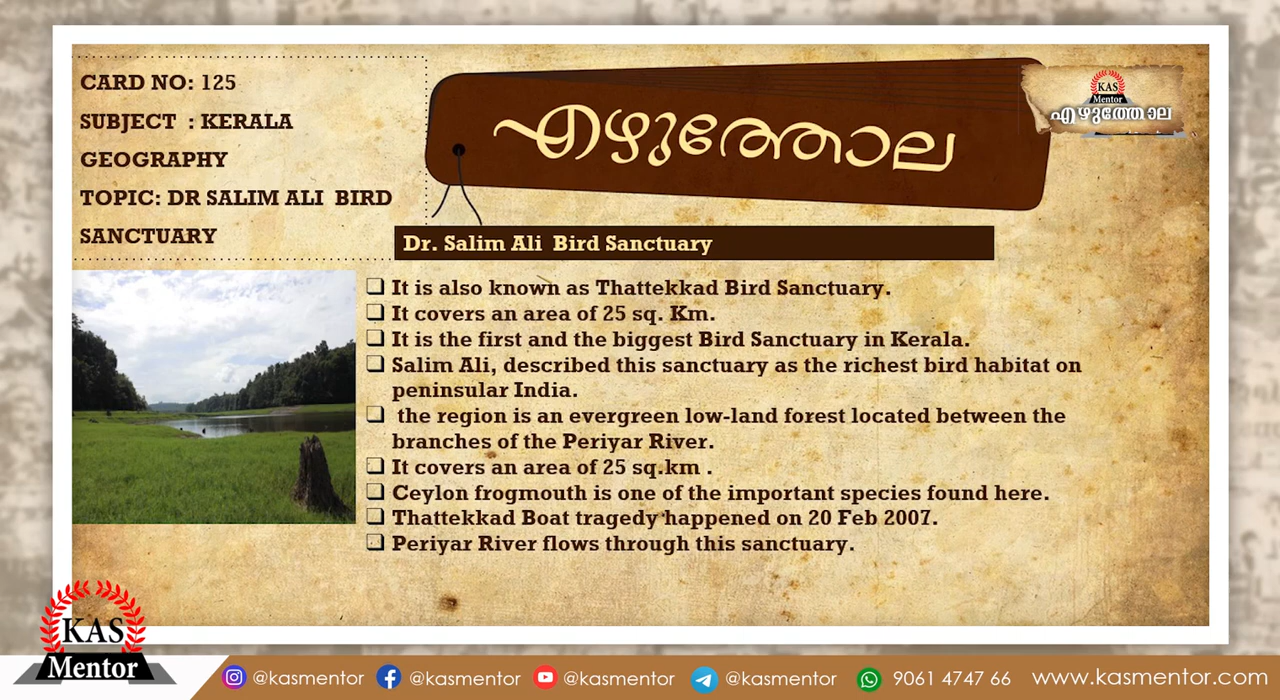 CARD NO: 125
SUBJECT : KERALA
GEOGRAPHY
TOPIC: DR SALIM ALI BIRD
SANCTUARY
എഴുത്തോല
KAS
Mentor
എഴുത്തോല
Dr. Salim Ali Bird Sanctuary
❑ It is also known as Thattekkad Bird Sanctuary.
❑ It covers an area of 25 sq. Km.
❑ It is the first and the biggest Bird Sanctuary in Kerala.
❑ Salim Ali, described this sanctuary as the richest bird habitat on
peninsular India.
❑ the region is an evergreen low-land forest located between the
branches of the Periyar River.
❑ It covers an area of 25 sq.km .
❑ Ceylon frogmouth is one of the important species found here.
❑ Thattekkad Boat tragedy happened on 20 Feb 2007.
❑ Periyar River flows through this sanctuary.
KAS
Mentor
@kasmentor @kasmentor @kasmentor @kasmentor 9061 4747 66 www.kasmentor.com